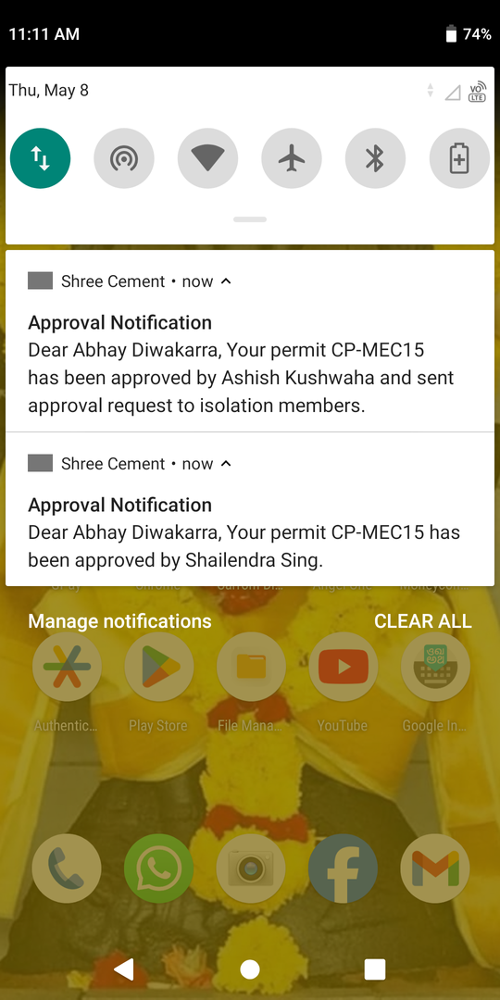 11:11 AM
74%
Thu, May 8
VO LTE
Shree Cement • now
Approval Notification
Dear Abhay Diwakarra, Your permit CP-MEC15
has been approved by Ashish Kushwaha and sent
approval request to isolation members.
Shree Cement • now
Approval Notification
Dear Abhay Diwakarra, Your permit CP-MEC15 has
been approved by Shailendra Sing.
Manage notifications
CLEAR ALL
Authentic…
Play Store
File Mana…
YouTube
Google In…